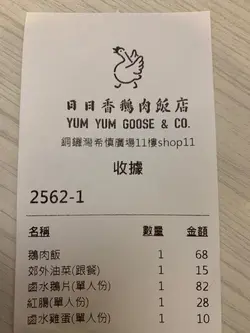 日日香鵝肉飯店
YUM YUM GOOSE & CO.
銅鑼灣希慎廣場11樓shop11
收據
2562-1
名稱 數量 金額
鵝肉飯 1 68
郊外油菜(跟餐) 1 15
鹵水鵝片(單人份) 1 82
紅腸(單人份) 1 28
鹵水雞蛋(單人份) 1 10